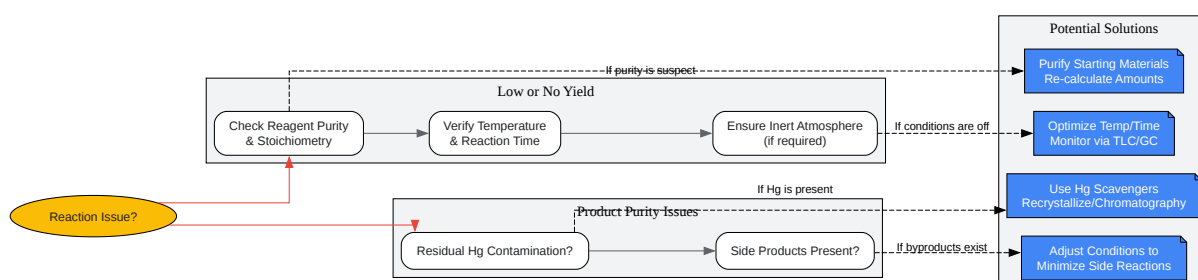 Potential Solutions
If purity is suspect
Purify Starting Materials
Re-calculate Amounts
Low or No Yield
Check Reagent Purity
& Stoichiometry
Verify Temperature
& Reaction Time
Ensure Inert Atmosphere
(if required)
If conditions are off
Optimize Temp/Time
Monitor via TLC/GC
Reaction Issue?
If Hg is present
Use Hg Scavengers
Recrystallize/Chromatography
Product Purity Issues
Residual Hg Contamination?
Side Products Present?
If byproducts exist
Adjust Conditions to
Minimize Side Reactions